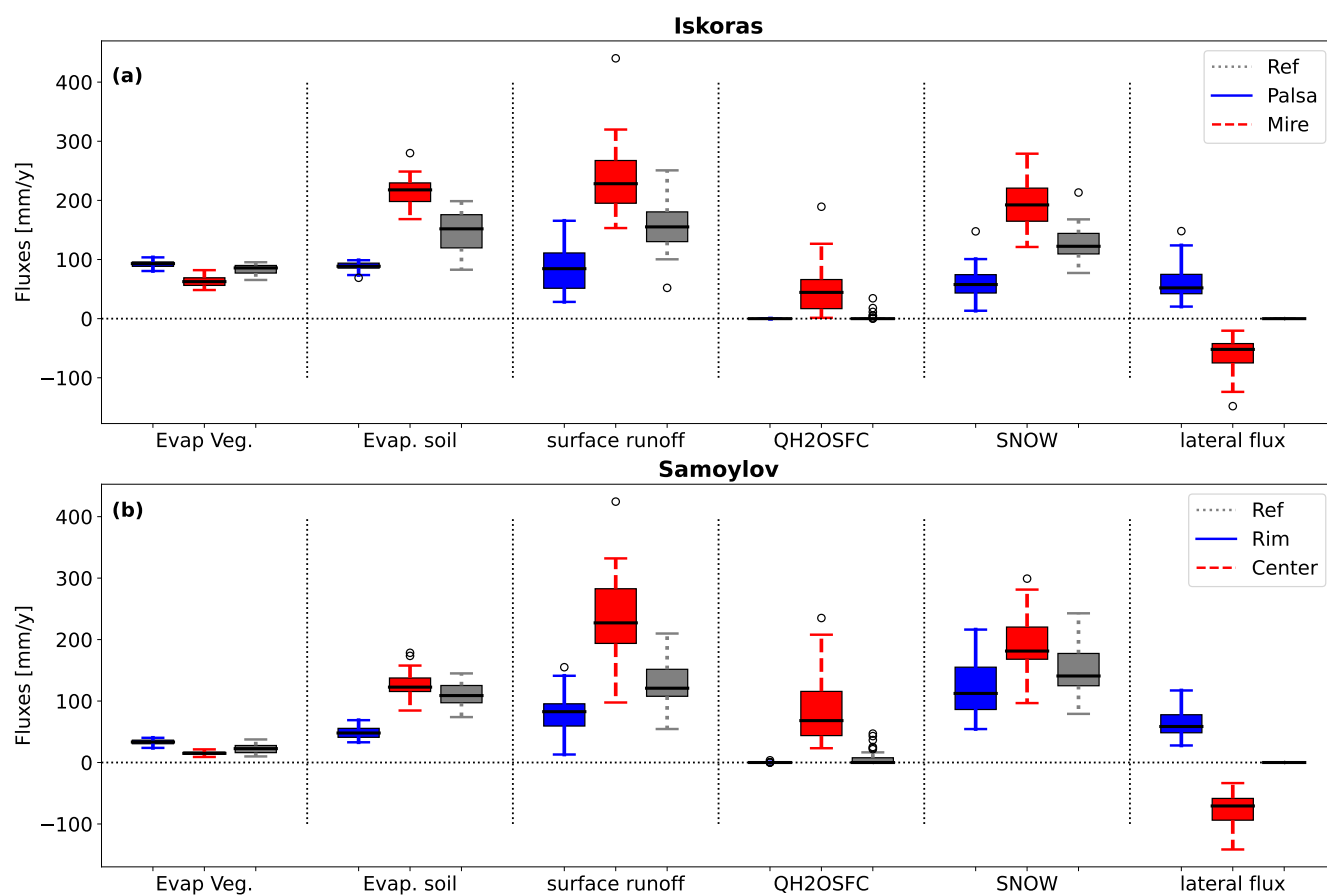 Iskoras
(a)
Ref
Palsa
Mire
Fluxes [mm/y]
400
300
200
100
0
−100
Evap Veg. Evap. soil surface runoff QH2OSFC SNOW lateral flux
Samoylov
(b)
Ref
Rim
Center
Fluxes [mm/y]
400
300
200
100
0
−100
Evap Veg. Evap. soil surface runoff QH2OSFC SNOW lateral flux